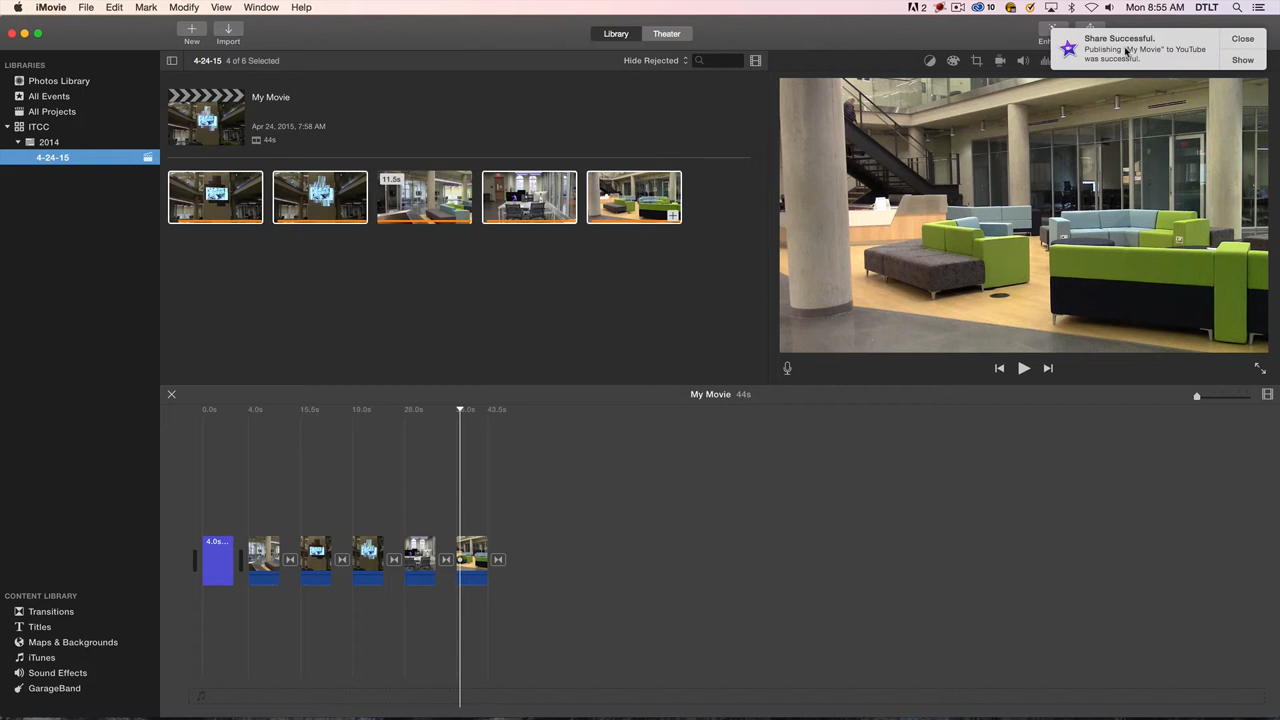 iMovie File Edit Mark Modify View Window Help
2 10 Mon 8:55 AM DTLT
New
Import
Library Theater
Share Successful.
Publishing "My Movie" to YouTube
was successful.
Close
Show
LIBRARIES
Photos Library
All Events
All Projects
ITCC
2014
4-24-15
4-24-15 4 of 6 Selected
Hide Rejected
My Movie
Apr 24, 2015, 7:58 AM
44s
11.5s
My Movie 44s
0.0s 4.0s 15.5s 19.0s 28.0s 43.5s
4.0s...
CONTENT LIBRARY
Transitions
Titles
Maps & Backgrounds
iTunes
Sound Effects
GarageBand